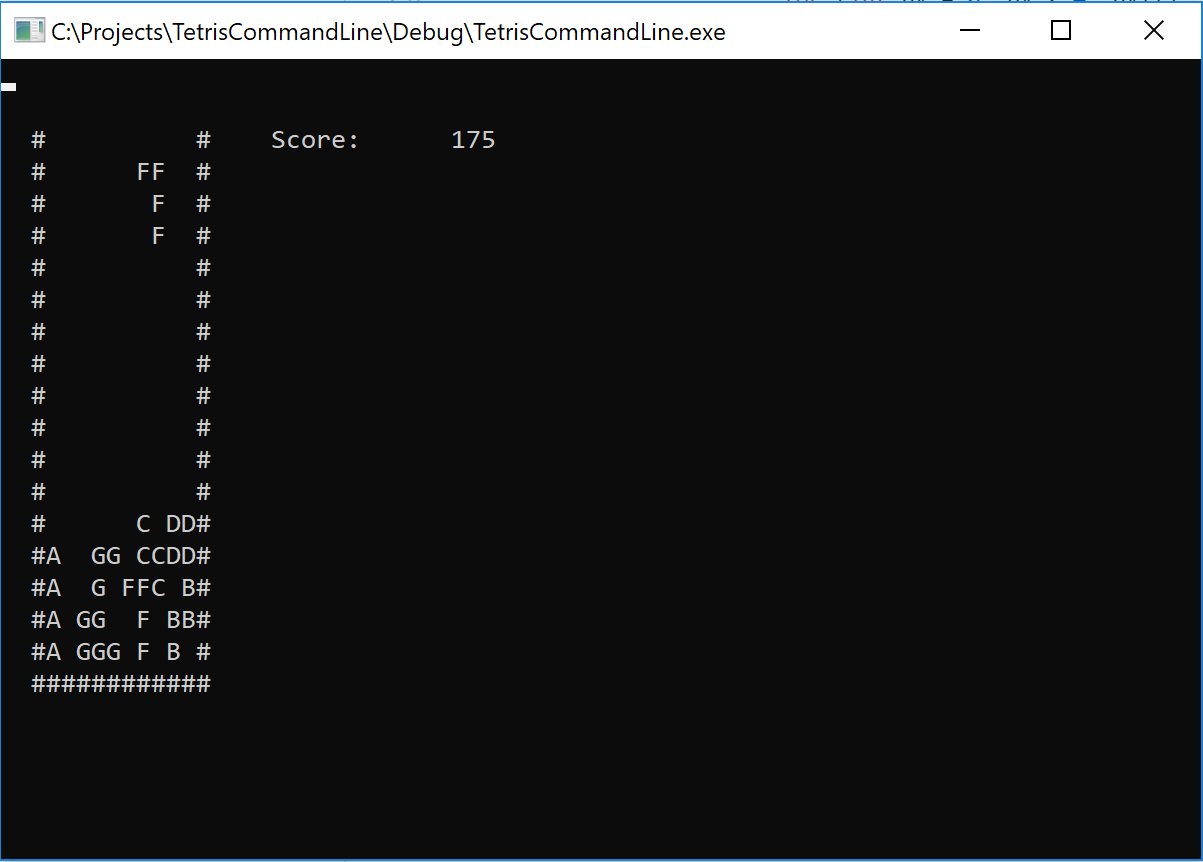 C:\Projects\TetrisCommandLine\Debug\TetrisCommandLine.exe
#          #    Score:      175
#      FF  #
#       F  #
#       F  #
#          #
#          #
#          #
#          #
#          #
#          #
#          #
#          #
#      C DD#
#A  GG CCDD#
#A  G FFC B#
#A GG  F BB#
#A GGG F B #
############